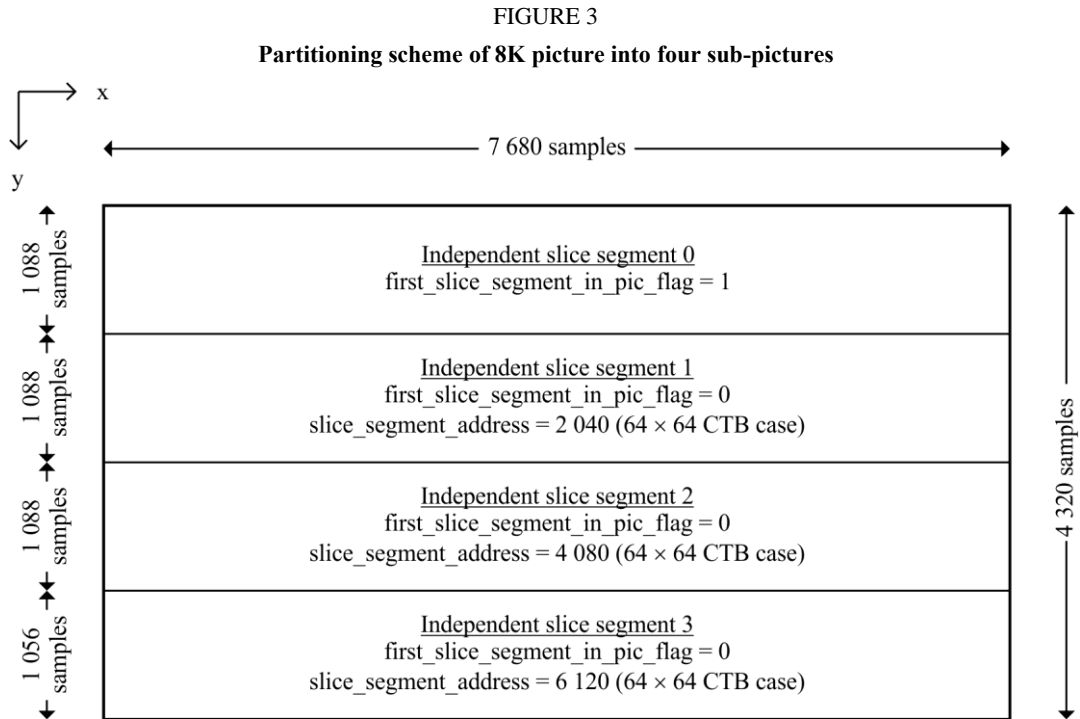 FIGURE 3
Partitioning scheme of 8K picture into four sub-pictures
x
y
7 680 samples
1 088
samples
Independent slice segment 0
first_slice_segment_in_pic_flag = 1
1 088
samples
Independent slice segment 1
first_slice_segment_in_pic_flag = 0
slice_segment_address = 2 040 (64 × 64 CTB case)
1 088
samples
Independent slice segment 2
first_slice_segment_in_pic_flag = 0
slice_segment_address = 4 080 (64 × 64 CTB case)
1 056
samples
Independent slice segment 3
first_slice_segment_in_pic_flag = 0
slice_segment_address = 6 120 (64 × 64 CTB case)
4 320 samples